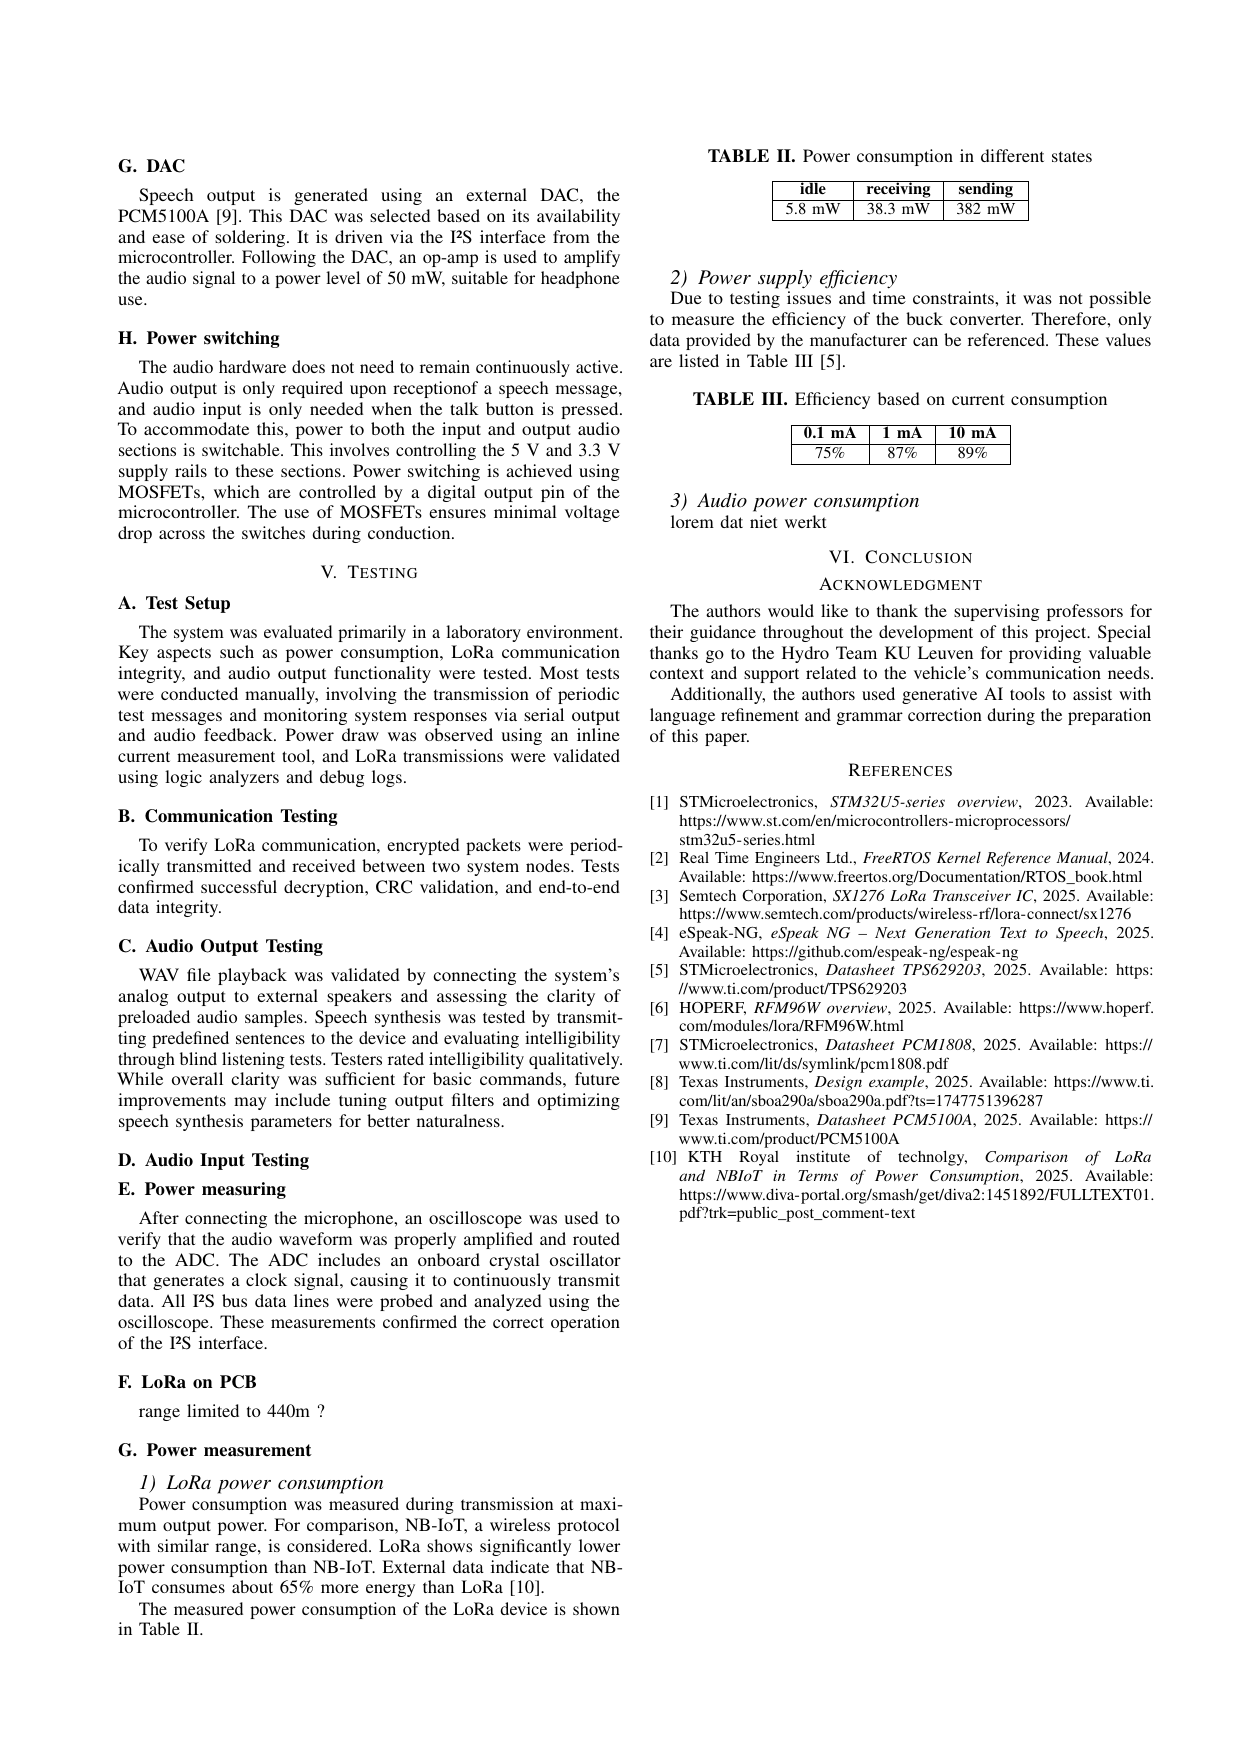 G. DAC
Speech output is generated using an external DAC, the
PCM5100A [9]. This DAC was selected based on its availability
and ease of soldering. It is driven via the I²S interface from the
microcontroller. Following the DAC, an op-amp is used to amplify
the audio signal to a power level of 50 mW, suitable for headphone
use.
H. Power switching
The audio hardware does not need to remain continuously active.
Audio output is only required upon receptionof a speech message,
and audio input is only needed when the talk button is pressed.
To accommodate this, power to both the input and output audio
sections is switchable. This involves controlling the 5 V and 3.3 V
supply rails to these sections. Power switching is achieved using
MOSFETs, which are controlled by a digital output pin of the
microcontroller. The use of MOSFETs ensures minimal voltage
drop across the switches during conduction.
V. TESTING
A. Test Setup
The system was evaluated primarily in a laboratory environment.
Key aspects such as power consumption, LoRa communication
integrity, and audio output functionality were tested. Most tests
were conducted manually, involving the transmission of periodic
test messages and monitoring system responses via serial output
and audio feedback. Power draw was observed using an inline
current measurement tool, and LoRa transmissions were validated
using logic analyzers and debug logs.
B. Communication Testing
To verify LoRa communication, encrypted packets were period-
ically transmitted and received between two system nodes. Tests
confirmed successful decryption, CRC validation, and end-to-end
data integrity.
C. Audio Output Testing
WAV file playback was validated by connecting the system's
analog output to external speakers and assessing the clarity of
preloaded audio samples. Speech synthesis was tested by transmit-
ting predefined sentences to the device and evaluating intelligibility
through blind listening tests. Testers rated intelligibility qualitatively.
While overall clarity was sufficient for basic commands, future
improvements may include tuning output filters and optimizing
speech synthesis parameters for better naturalness.
D. Audio Input Testing
E. Power measuring
After connecting the microphone, an oscilloscope was used to
verify that the audio waveform was properly amplified and routed
to the ADC. The ADC includes an onboard crystal oscillator
that generates a clock signal, causing it to continuously transmit
data. All I²S bus data lines were probed and analyzed using the
oscilloscope. These measurements confirmed the correct operation
of the I²S interface.
F. LoRa on PCB
range limited to 440m ?
G. Power measurement
1) LoRa power consumption
Power consumption was measured during transmission at maxi-
mum output power. For comparison, NB-IoT, a wireless protocol
with similar range, is considered. LoRa shows significantly lower
power consumption than NB-IoT. External data indicate that NB-
IoT consumes about 65% more energy than LoRa [10].
The measured power consumption of the LoRa device is shown
in Table II.
TABLE II. Power consumption in different states
idle receiving sending
5.8 mW 38.3 mW 382 mW
2) Power supply efficiency
Due to testing issues and time constraints, it was not possible
to measure the efficiency of the buck converter. Therefore, only
data provided by the manufacturer can be referenced. These values
are listed in Table III [5].
TABLE III. Efficiency based on current consumption
0.1 mA 1 mA 10 mA
75% 87% 89%
3) Audio power consumption
lorem dat niet werkt
VI. CONCLUSION
ACKNOWLEDGMENT
The authors would like to thank the supervising professors for
their guidance throughout the development of this project. Special
thanks go to the Hydro Team KU Leuven for providing valuable
context and support related to the vehicle's communication needs.
Additionally, the authors used generative AI tools to assist with
language refinement and grammar correction during the preparation
of this paper.
REFERENCES
[1] STMicroelectronics, STM32U5-series overview, 2023. Available:
https://www.st.com/en/microcontrollers-microprocessors/
stm32u5-series.html
[2] Real Time Engineers Ltd., FreeRTOS Kernel Reference Manual, 2024.
Available: https://www.freertos.org/Documentation/RTOS_book.html
[3] Semtech Corporation, SX1276 LoRa Transceiver IC, 2025. Available:
https://www.semtech.com/products/wireless-rf/lora-connect/sx1276
[4] eSpeak-NG, eSpeak NG – Next Generation Text to Speech, 2025.
Available: https://github.com/espeak-ng/espeak-ng
[5] STMicroelectronics, Datasheet TPS629203, 2025. Available: https:
//www.ti.com/product/TPS629203
[6] HOPERF, RFM96W overview, 2025. Available: https://www.hoperf.
com/modules/lora/RFM96W.html
[7] STMicroelectronics, Datasheet PCM1808, 2025. Available: https://
www.ti.com/lit/ds/symlink/pcm1808.pdf
[8] Texas Instruments, Design example, 2025. Available: https://www.ti.
com/lit/an/sboa290a/sboa290a.pdf?ts=1747751396287
[9] Texas Instruments, Datasheet PCM5100A, 2025. Available: https://
www.ti.com/product/PCM5100A
[10] KTH Royal institute of technolgy, Comparison of LoRa
and NBIoT in Terms of Power Consumption, 2025. Available:
https://www.diva-portal.org/smash/get/diva2:1451892/FULLTEXT01.
pdf?trk=public_post_comment-text